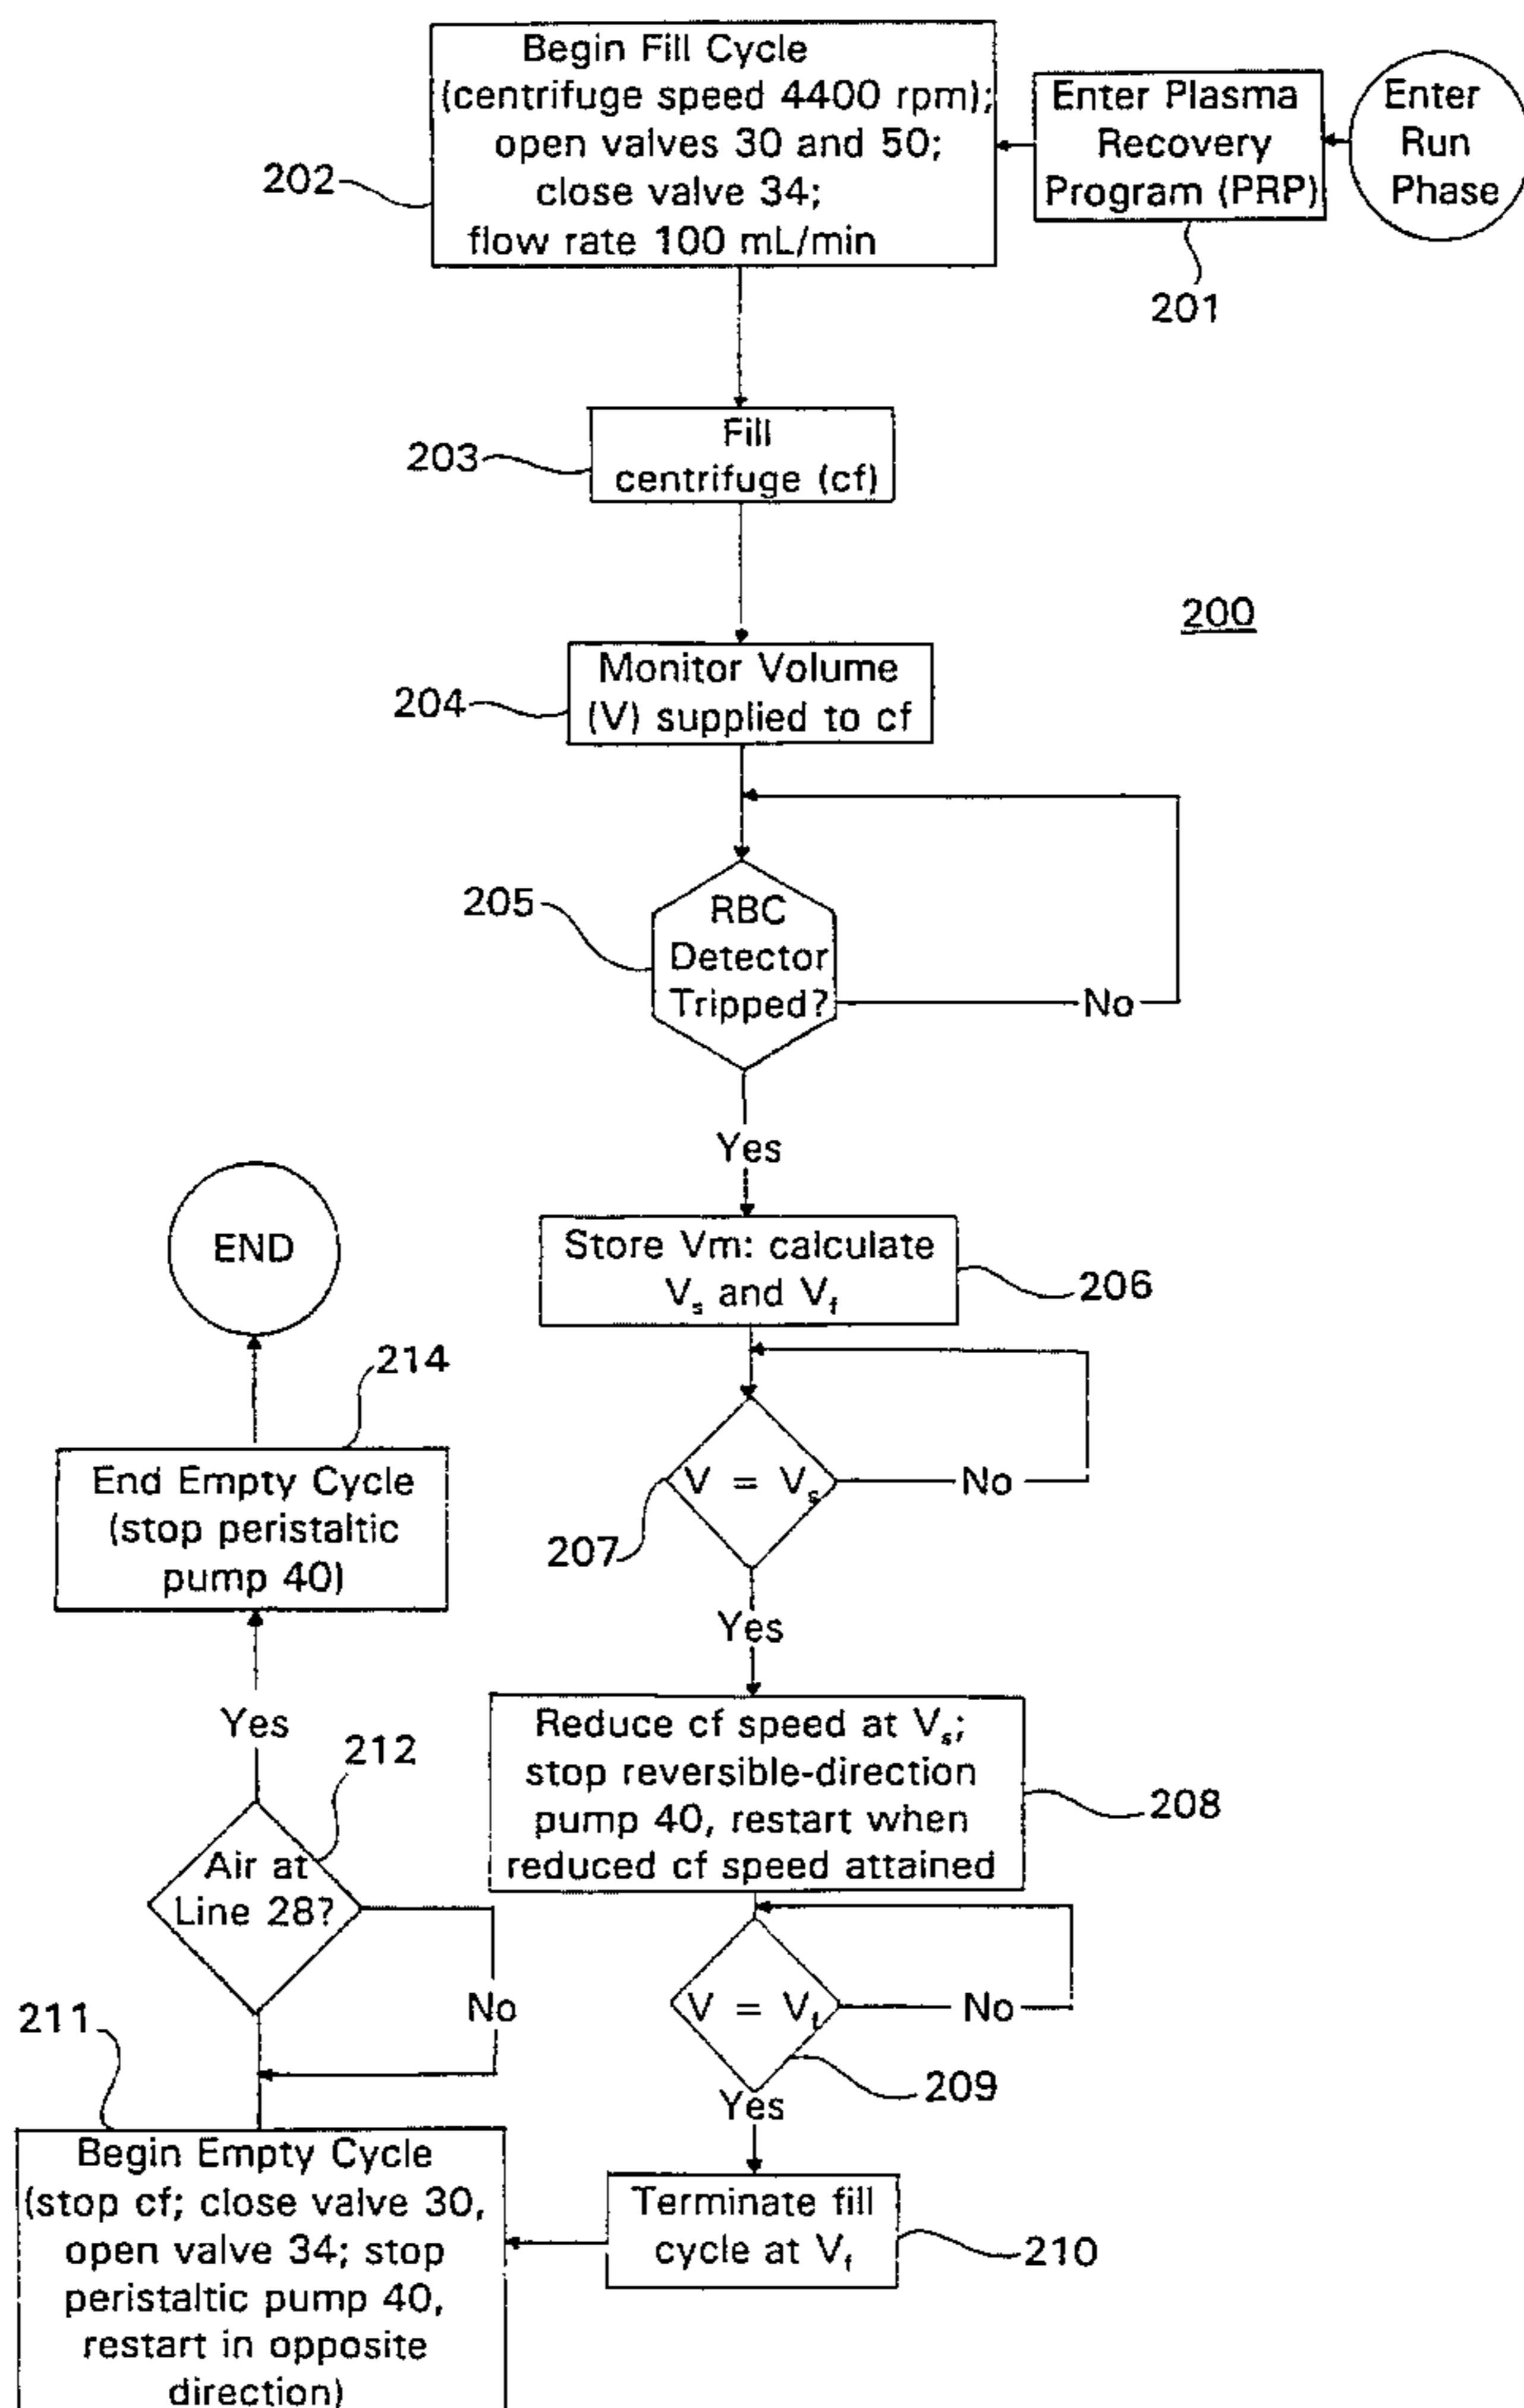 Enter
Run
Phase
Enter Plasma
Recovery
Program (PRP)
201
Begin Fill Cycle
(centrifuge speed 4400 rpm);
open valves 30 and 50;
close valve 34;
flow rate 100 mL/min
202
Fill
centrifuge (cf)
203
200
Monitor Volume
(V) supplied to cf
204
RBC
Detector
Tripped?
205
No
Yes
Store Vm: calculate
Vs and Vf
206
V = Vs
207
No
Yes
Reduce cf speed at Vs;
stop reversible-direction
pump 40, restart when
reduced cf speed attained
208
V = Vf
209
No
Yes
Terminate fill
cycle at Vf
210
Begin Empty Cycle
(stop cf; close valve 30,
open valve 34; stop
peristaltic pump 40,
restart in opposite
direction)
211
Air at
Line 28?
212
No
Yes
End Empty Cycle
(stop peristaltic
pump 40)
214
END